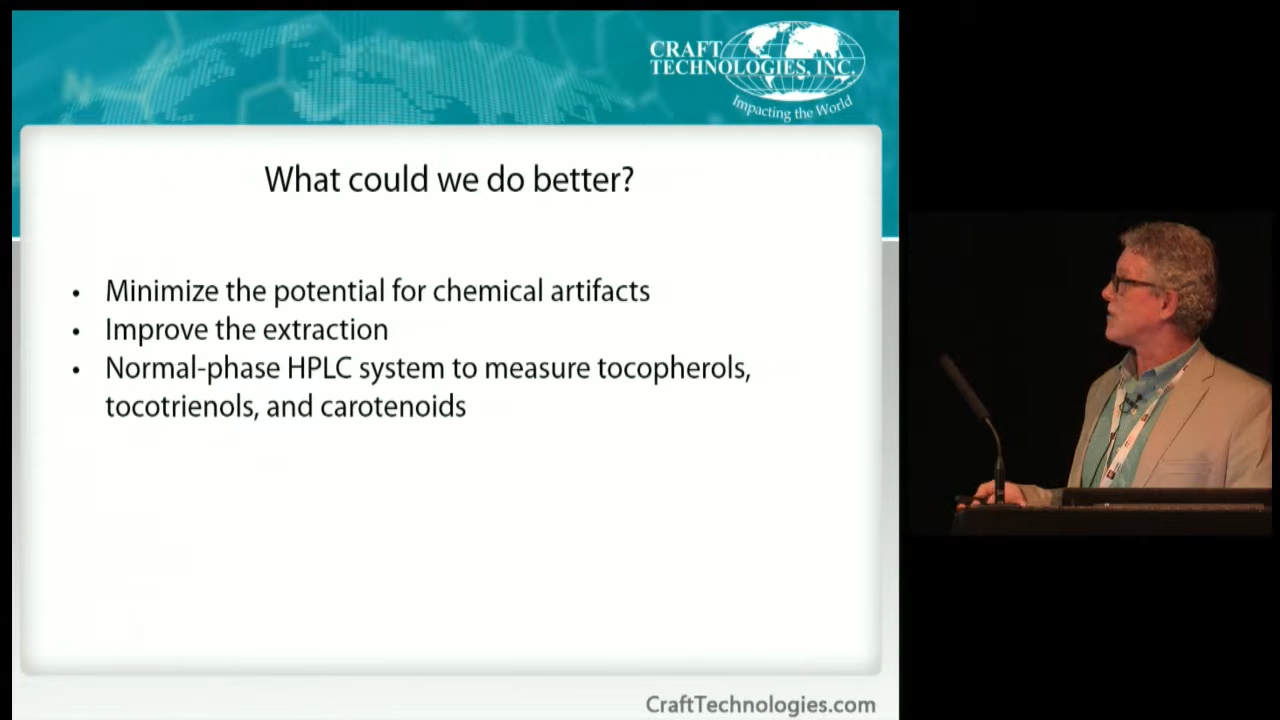 CRAFT
TECHNOLOGIES, INC.
Impacting the World
What could we do better?
• Minimize the potential for chemical artifacts
• Improve the extraction
• Normal-phase HPLC system to measure tocopherols,
tocotrienols, and carotenoids
CraftTechnologies.com